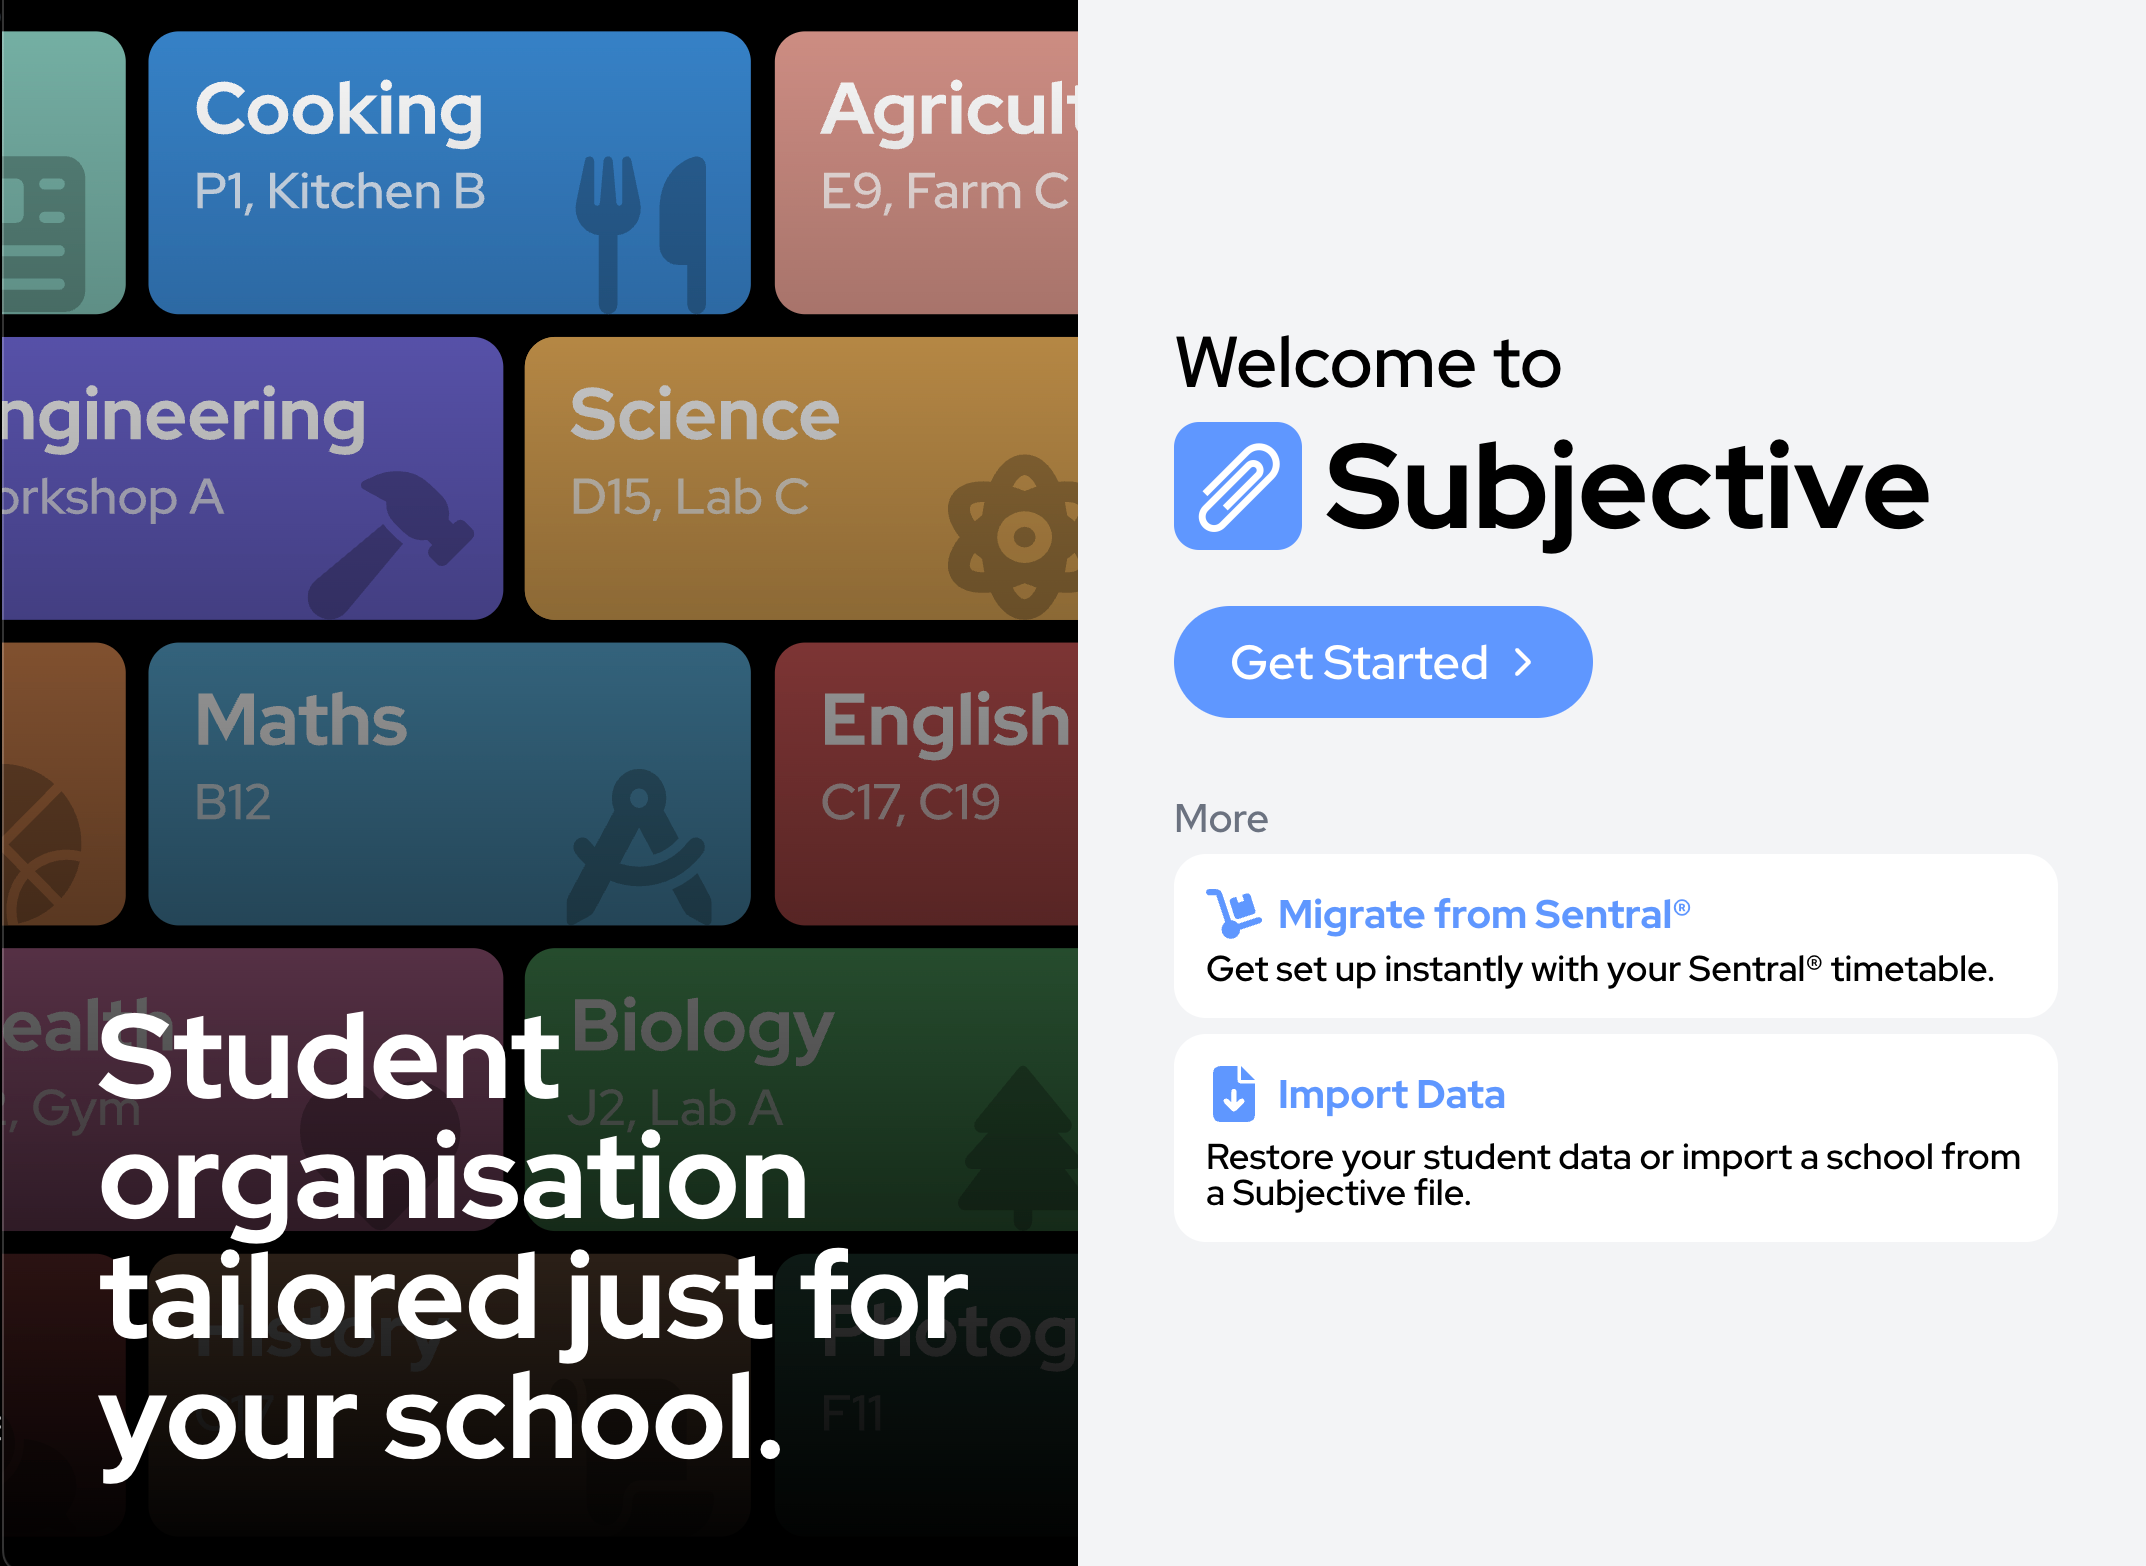 Cooking
P1, Kitchen B
Agricult
E9, Farm C
ngineering
orkshop A
Science
D15, Lab C
Maths
B12
English
C17, C19
ealth
, Gym
Biology
J2, Lab A
History
Photog
F11
Student
organisation
tailored just for
your school.
Welcome to
Subjective
Get Started
More
Migrate from Sentral®
Get set up instantly with your Sentral® timetable.
Import Data
Restore your student data or import a school from
a Subjective file.